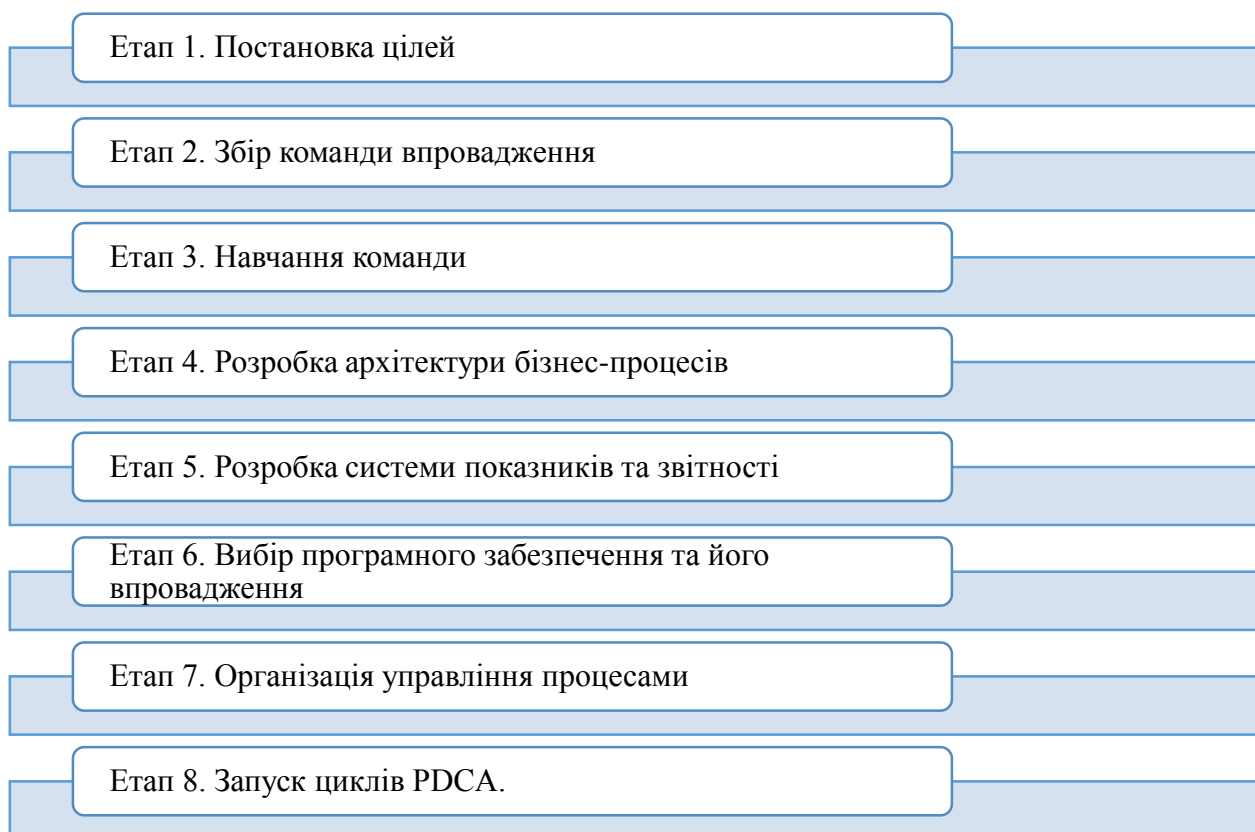 Етап 1. Постановка цілей
Етап 2. Збір команди впровадження
Етап 3. Навчання команди
Етап 4. Розробка архітектури бізнес-процесів
Етап 5. Розробка системи показників та звітності
Етап 6. Вибір програмного забезпечення та його
впровадження
Етап 7. Організація управління процесами
Етап 8. Запуск циклів PDCA.